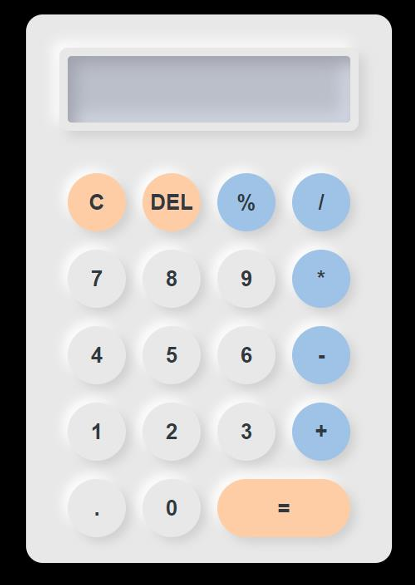 C DEL % /
7 8 9 *
4 5 6 -
1 2 3 +
. 0 =